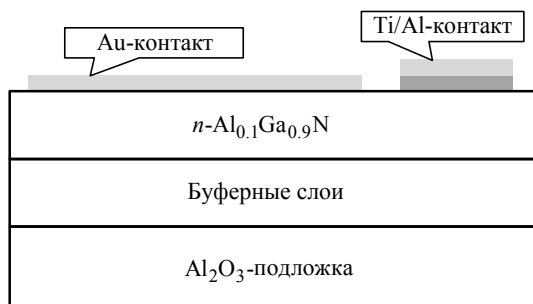 Au-контакт
Ti/Al-контакт
n-Al0.1Ga0.9N
Буферные слои
Al2O3-подложка